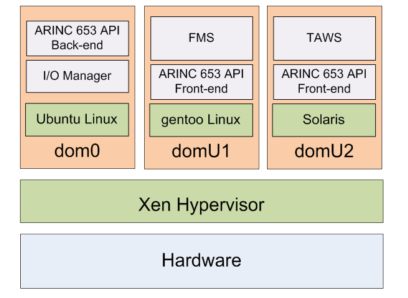 ARINC 653 API
Back-end
I/O Manager
Ubuntu Linux
dom0
FMS
ARINC 653 API
Front-end
gentoo Linux
domU1
TAWS
ARINC 653 API
Front-end
Solaris
domU2
Xen Hypervisor
Hardware